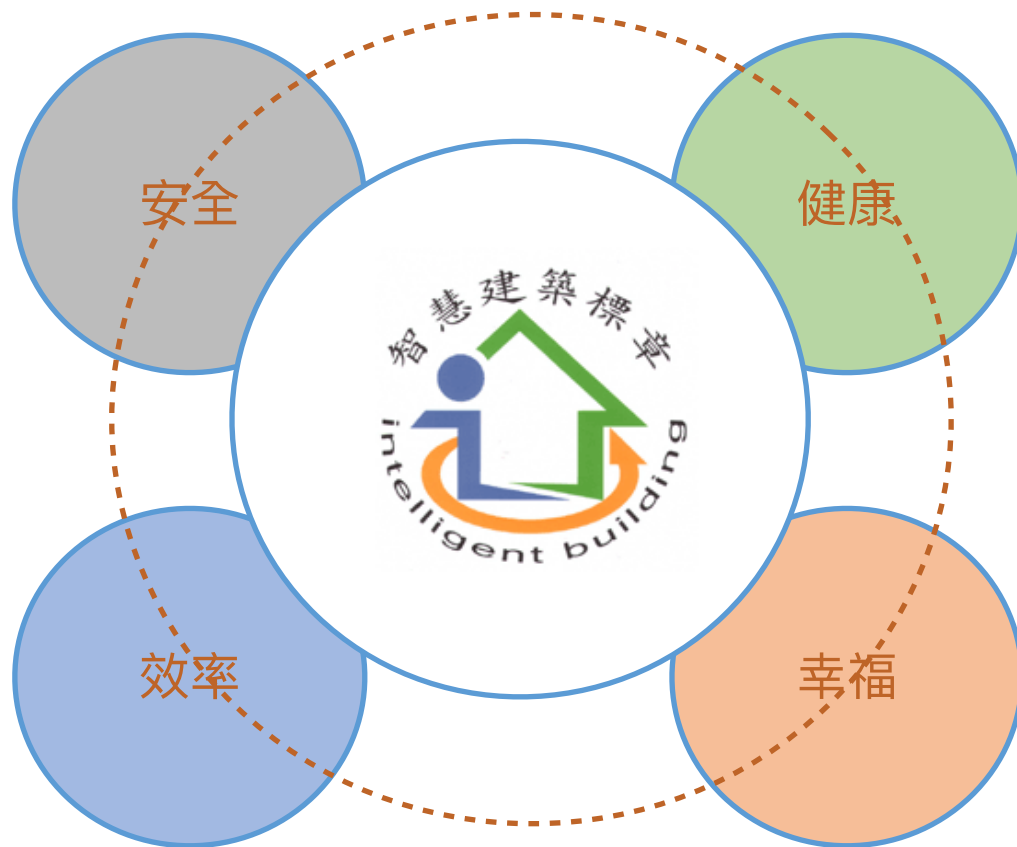 安全
健康
智慧建築標章
intelligent building
效率
幸福